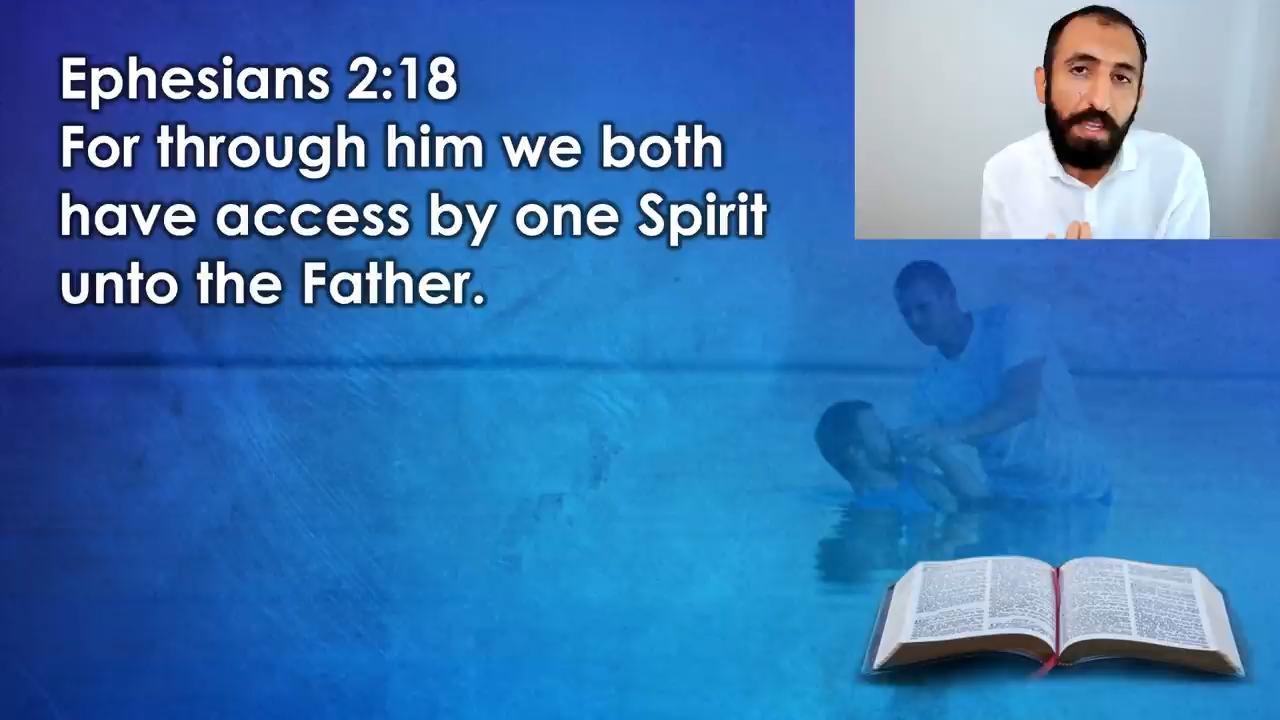 Ephesians 2:18
For through him we both
have access by one Spirit
unto the Father.